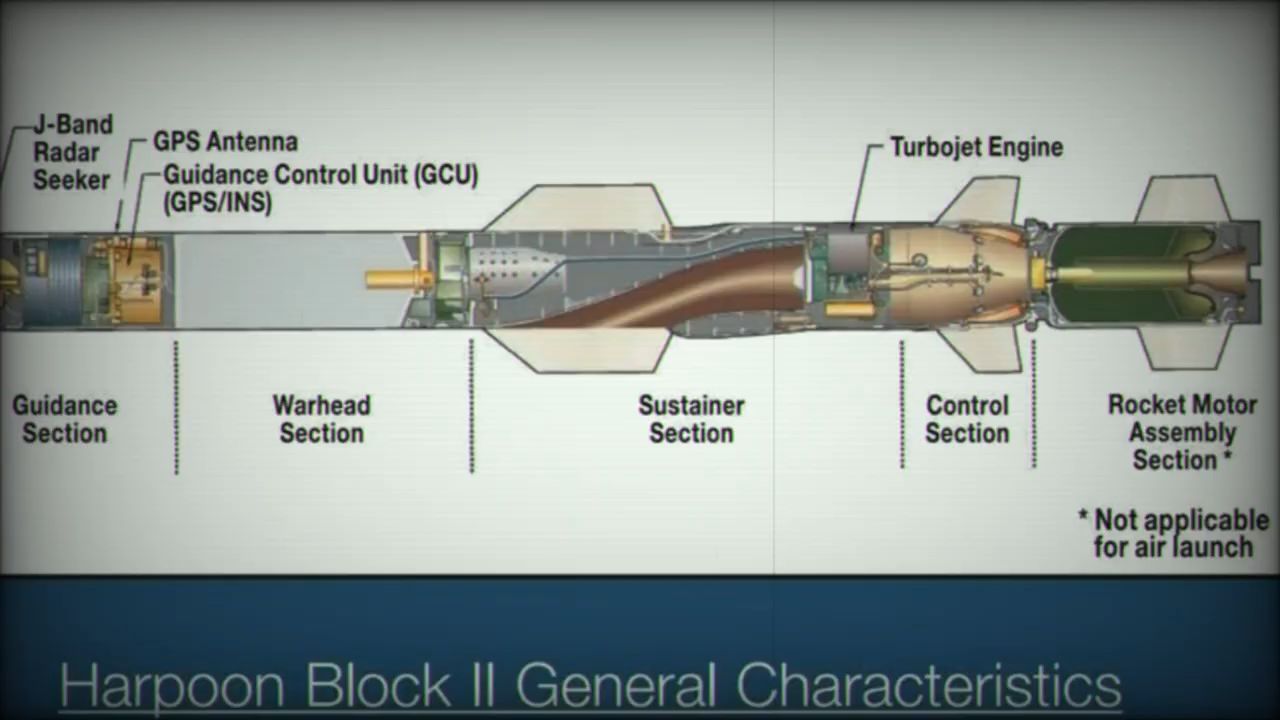 J-Band
Radar
Seeker
GPS Antenna
Guidance Control Unit (GCU)
(GPS/INS)
Turbojet Engine
Guidance
Section
Warhead
Section
Sustainer
Section
Control
Section
Rocket Motor
Assembly
Section *
* Not applicable
for air launch
Harpoon Block II General Characteristics